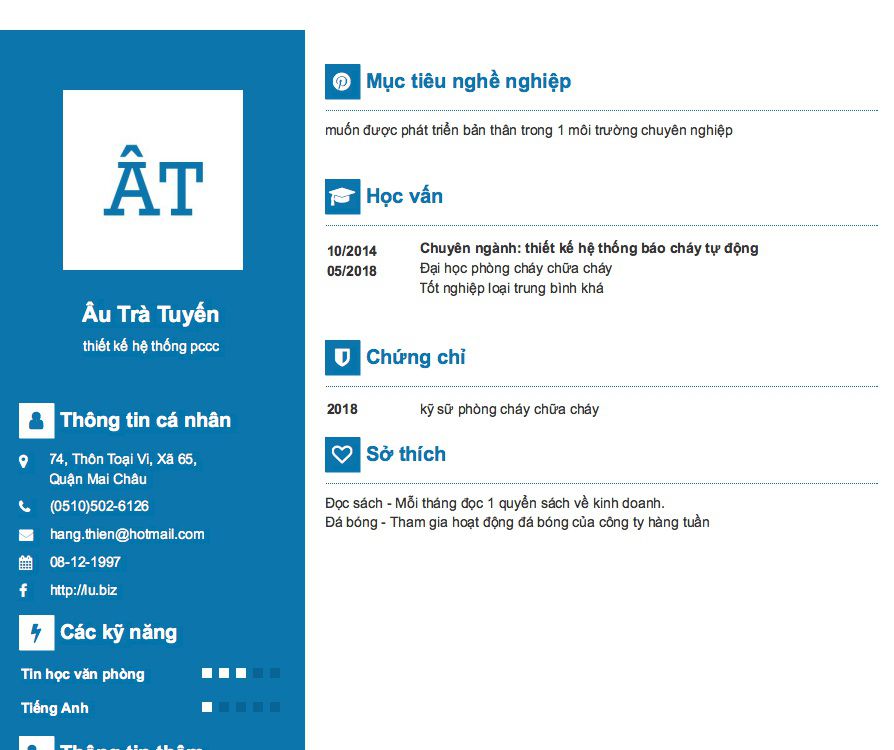 ÂT
Âu Trà Tuyến
thiết kế hệ thống pccc
Thông tin cá nhân
74, Thôn Toại Vi, Xã 65,
Quận Mai Châu
(0510)502-6126
hang.thien@hotmail.com
08-12-1997
http://lu.biz
Các kỹ năng
Tin học văn phòng
Tiếng Anh
Thông tin thêm
Mục tiêu nghề nghiệp
muốn được phát triển bản thân trong 1 môi trường chuyên nghiệp
Học vấn
10/2014
05/2018
Chuyên ngành: thiết kế hệ thống báo cháy tự động
Đại học phòng cháy chữa cháy
Tốt nghiệp loại trung bình khá
Chứng chỉ
2018 kỹ sữ phòng cháy chữa cháy
Sở thích
Đọc sách - Mỗi tháng đọc 1 quyển sách về kinh doanh.
Đá bóng - Tham gia hoạt động đá bóng của công ty hàng tuần